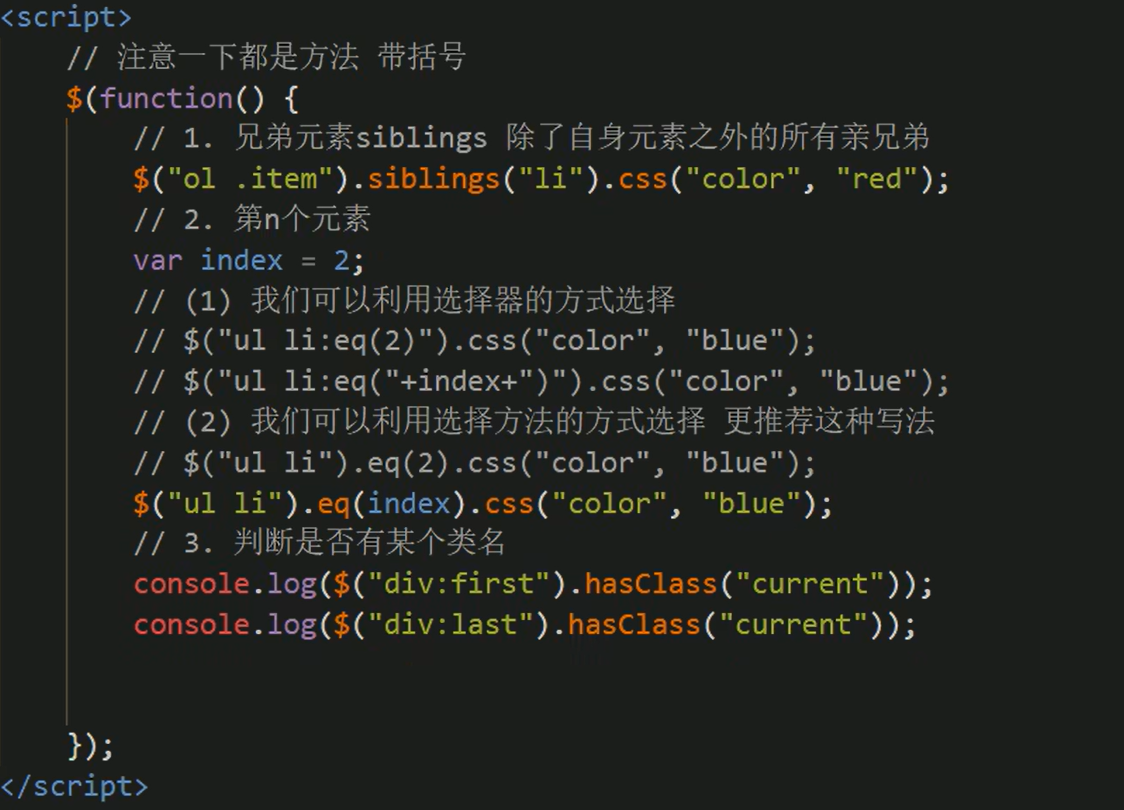 <script>
// 注意一下都是方法 带括号
$(function() {
// 1. 兄弟元素siblings 除了自身元素之外的所有亲兄弟
$("ol .item").siblings("li").css("color", "red");
// 2. 第n个元素
var index = 2;
// (1) 我们可以利用选择器的方式选择
// $("ul li:eq(2)").css("color", "blue");
// $("ul li:eq("+index+")").css("color", "blue");
// (2) 我们可以利用选择方法的方式选择 更推荐这种写法
// $("ul li").eq(2).css("color", "blue");
$("ul li").eq(index).css("color", "blue");
// 3. 判断是否有某个类名
console.log($("div:first").hasClass("current"));
console.log($("div:last").hasClass("current"));
});
</script>